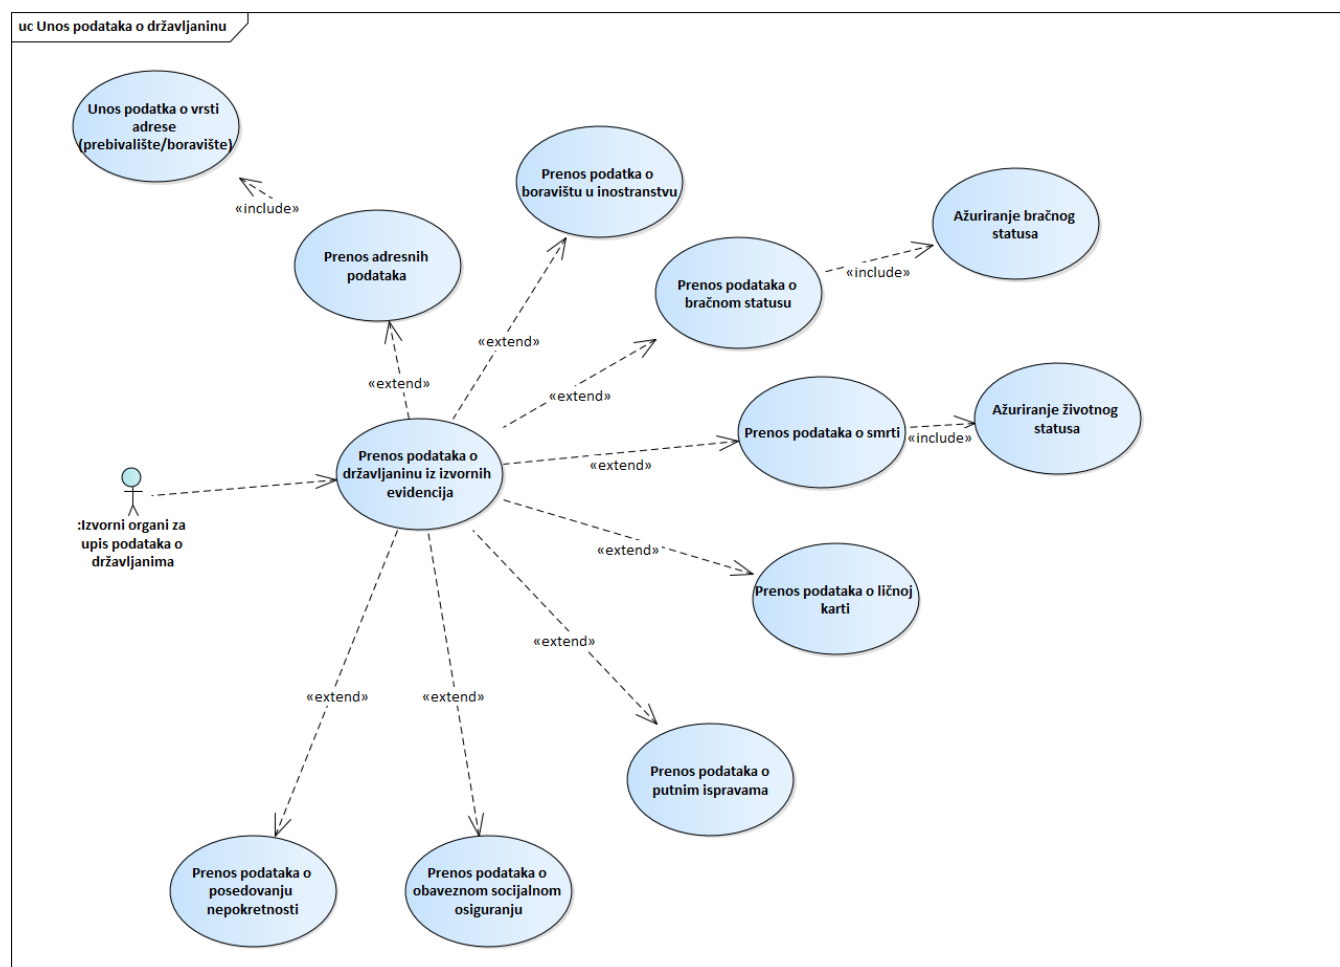 uc Unos podataka o državljaninu
Unos podatka o vrsti
adrese
(prebivalište/boravište)
«include»
Prenos adresnih
podataka
«extend»
Prenos podatka o
boravištu u inostranstvu
«extend»
Prenos podataka o
bračnom statusu
«extend»
«include»
Ažuriranje bračnog
statusa
Prenos podataka o smrti
«extend»
«include»
Ažuriranje životnog
statusa
Prenos podataka o
državljaninu iz izvornih
evidencija
:Izvorni organi za
upis podataka o
državljanima
«extend»
Prenos podataka o ličnoj
karti
«extend»
Prenos podataka o
putnim ispravama
«extend»
Prenos podataka o
posedovanju
nepokretnosti
«extend»
Prenos podataka o
obaveznom socijalnom
osiguranju